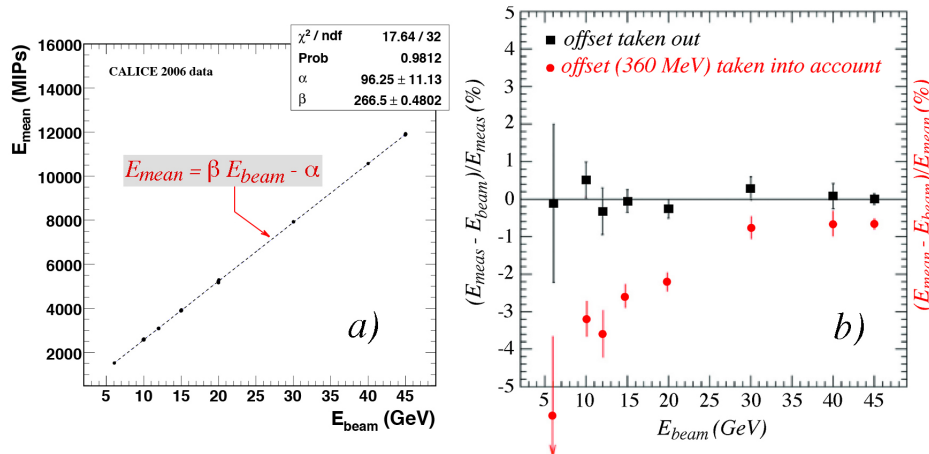 χ² / ndf 17.64 / 32
Prob 0.9812
α 96.25 ± 11.13
β 266.5 ± 0.4802
CALICE 2006 data
E_mean (MIPs)
16000
14000
12000
10000
8000
6000
4000
2000
E_mean = β E_beam - α
a)
5 10 15 20 25 30 35 40 45
E_beam (GeV)
offset taken out
offset (360 MeV) taken into account
(E_meas - E_beam)/E_meas (%)
5
4
3
2
1
0
-1
-2
-3
-4
-5
(E_mean - E_beam)/E_mean (%)
b)
5 10 15 20 25 30 35 40 45
E_beam (GeV)